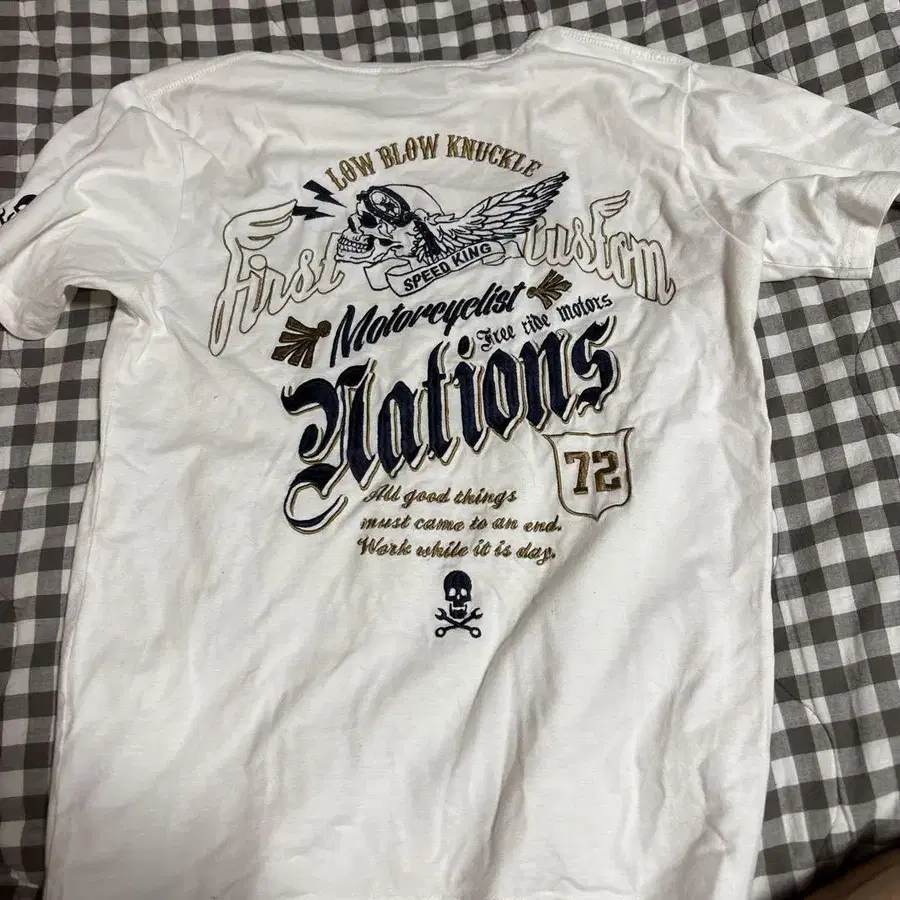 LOW BLOW KNUCKLE
First Custom
SPEED KING
Motorcyclist
Free ride motors
Nations
72
All good things
must came to an end.
Work while it is day.